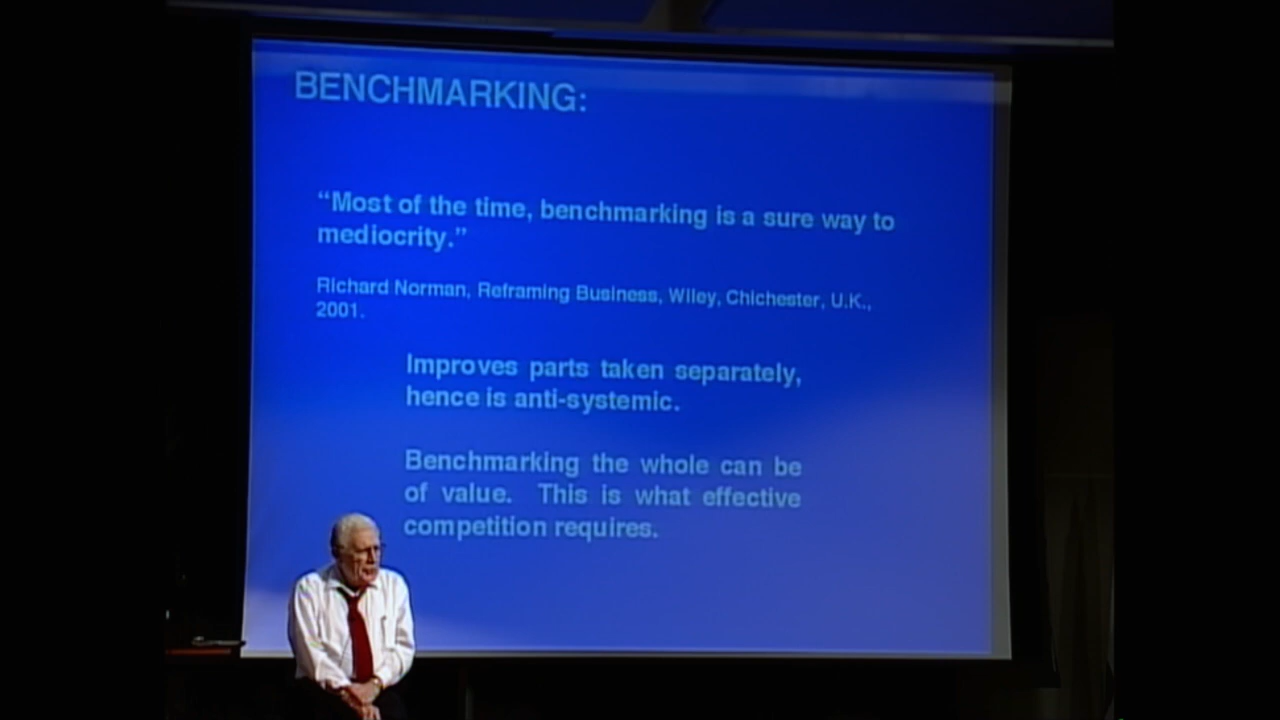 BENCHMARKING:
“Most of the time, benchmarking is a sure way to
mediocrity.”
Richard Norman, Reframing Business, Wiley, Chichester, U.K.,
2001.
Improves parts taken separately,
hence is anti-systemic.
Benchmarking the whole can be
of value. This is what effective
competition requires.